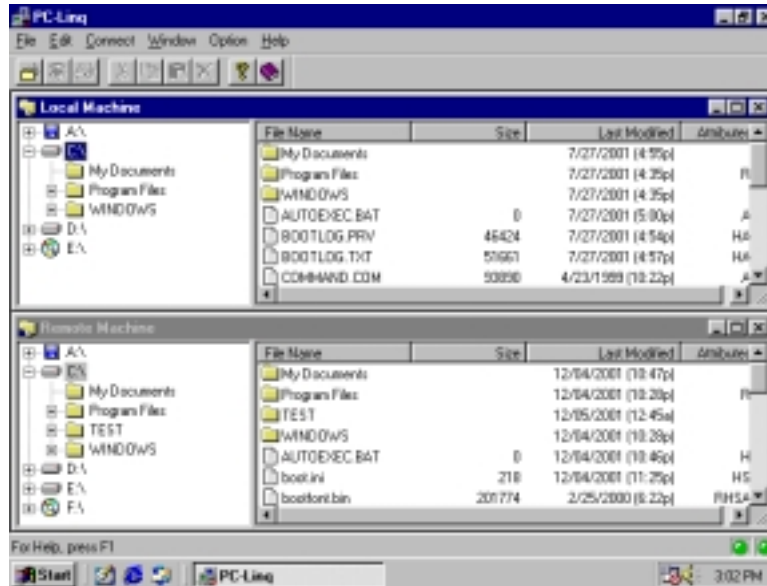 PC-Linq
File Edit Connect Window Option Help
Local Machine
A:\
C:\
My Documents
Program Files
WINDOWS
D:\
E:\
File Name Size Last Modified Attributes
My Documents 7/27/2001 (4:55p)
Program Files 7/27/2001 (4:35p) R
WINDOWS 7/27/2001 (4:35p)
AUTOEXEC.BAT 0 7/27/2001 (5:00p) A
BOOTLOG.PRV 46424 7/27/2001 (4:54p) HA
BOOTLOG.TXT 51661 7/27/2001 (4:57p) HA
COMMAND.COM 93890 4/23/1999 (10:22p) A
Remote Machine
A:\
C:\
My Documents
Program Files
TEST
WINDOWS
D:\
E:\
F:\
File Name Size Last Modified Attributes
My Documents 12/04/2001 (10:47p)
Program Files 12/04/2001 (10:28p) R
TEST 12/05/2001 (12:45a)
WINDOWS 12/04/2001 (10:28p)
AUTOEXEC.BAT 0 12/04/2001 (10:46p) H
boot.ini 218 12/04/2001 (11:25p) HS
bootfont.bin 201774 2/25/2000 (6:22p) RHSA
For Help, press F1
Start PC-Linq 3:02 PM